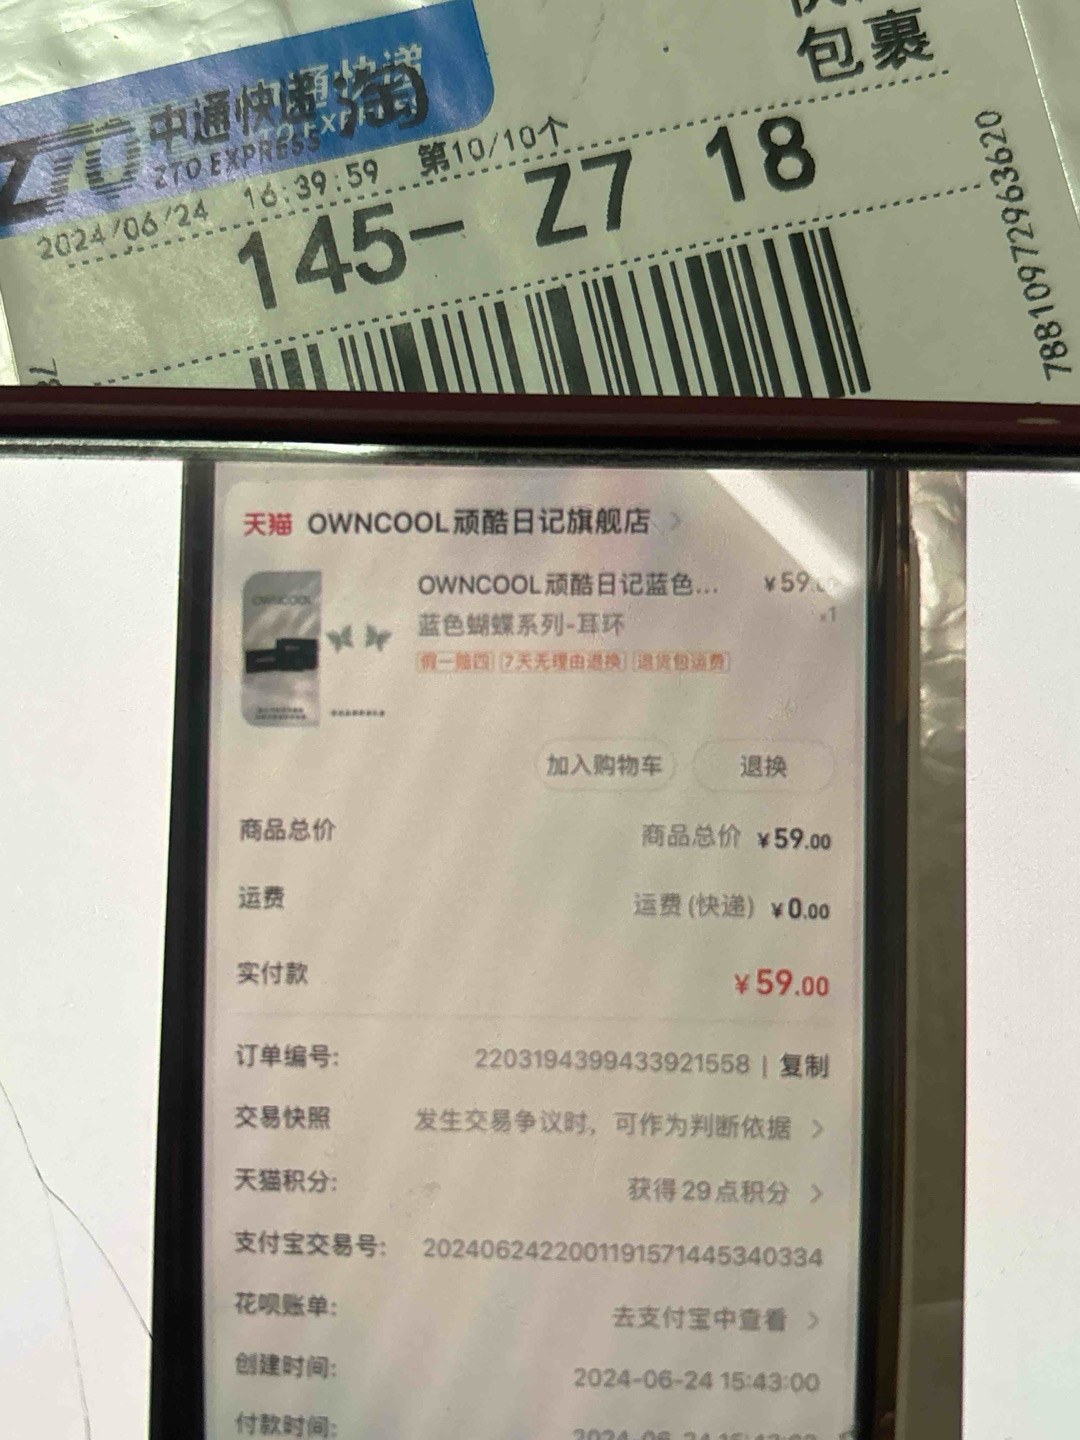 包裹
中通快递
ZTO EXPRESS
2024/06/24 16:39:59 第10/10个
145- Z7 18
78810972963620
天猫 OWNCOOL顽酷日记旗舰店
OWNCOOL
OWNCOOL顽酷日记蓝色... ¥59.00
蓝色蝴蝶系列-耳环 x1
假一赔四 7天无理由退换 退货包运费
加入购物车 退换
商品总价 商品总价 ¥59.00
运费 运费(快递) ¥0.00
实付款 ¥59.00
订单编号: 2203194399433921558 | 复制
交易快照 发生交易争议时，可作为判断依据
天猫积分: 获得29点积分
支付宝交易号: 2024062422001191571445340334
花呗账单: 去支付宝中查看
创建时间: 2024-06-24 15:43:00
付款时间: